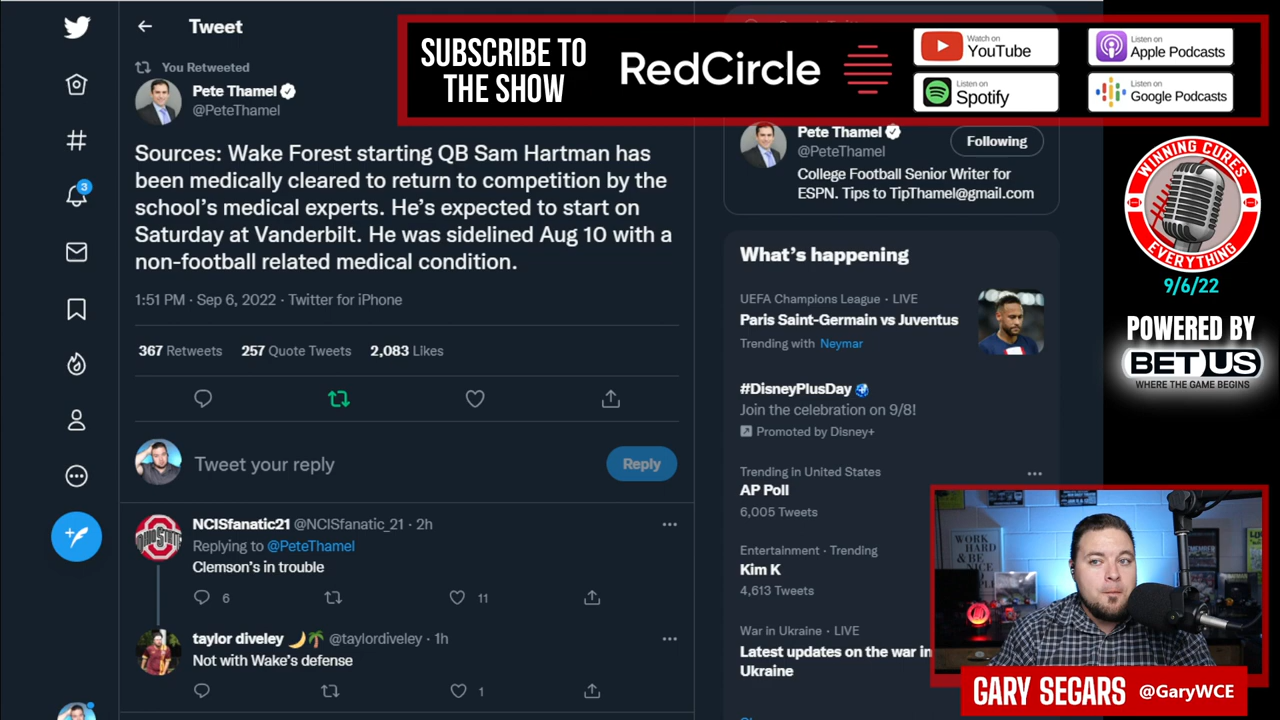 Tweet
SUBSCRIBE TO
THE SHOW
RedCircle
Watch on
YouTube
Listen on
Apple Podcasts
Listen on
Spotify
Listen on
Google Podcasts
You Retweeted
Pete Thamel
@PeteThamel
Sources: Wake Forest starting QB Sam Hartman has
been medically cleared to return to competition by the
school's medical experts. He's expected to start on
Saturday at Vanderbilt. He was sidelined Aug 10 with a
non-football related medical condition.
1:51 PM · Sep 6, 2022 · Twitter for iPhone
367 Retweets 257 Quote Tweets 2,083 Likes
3
Tweet your reply
Reply
NCISfanatic21 @NCISfanatic_21 · 2h
Replying to @PeteThamel
Clemson's in trouble
6
11
taylor diveley 🌙🌴 @taylordiveley · 1h
Not with Wake's defense
1
Pete Thamel
@PeteThamel
Following
College Football Senior Writer for
ESPN. Tips to TipThamel@gmail.com
What's happening
UEFA Champions League · LIVE
Paris Saint-Germain vs Juventus
Trending with Neymar
#DisneyPlusDay
Join the celebration on 9/8!
Promoted by Disney+
Trending in United States
AP Poll
6,005 Tweets
Entertainment · Trending
Kim K
4,613 Tweets
War in Ukraine · LIVE
Latest updates on the war in
Ukraine
WINNING CURES
EVERYTHING
9/6/22
POWERED BY
BETUS
WHERE THE GAME BEGINS
WORK
HARD &
BE NICE
PEOPLE
GARY SEGARS @GaryWCE